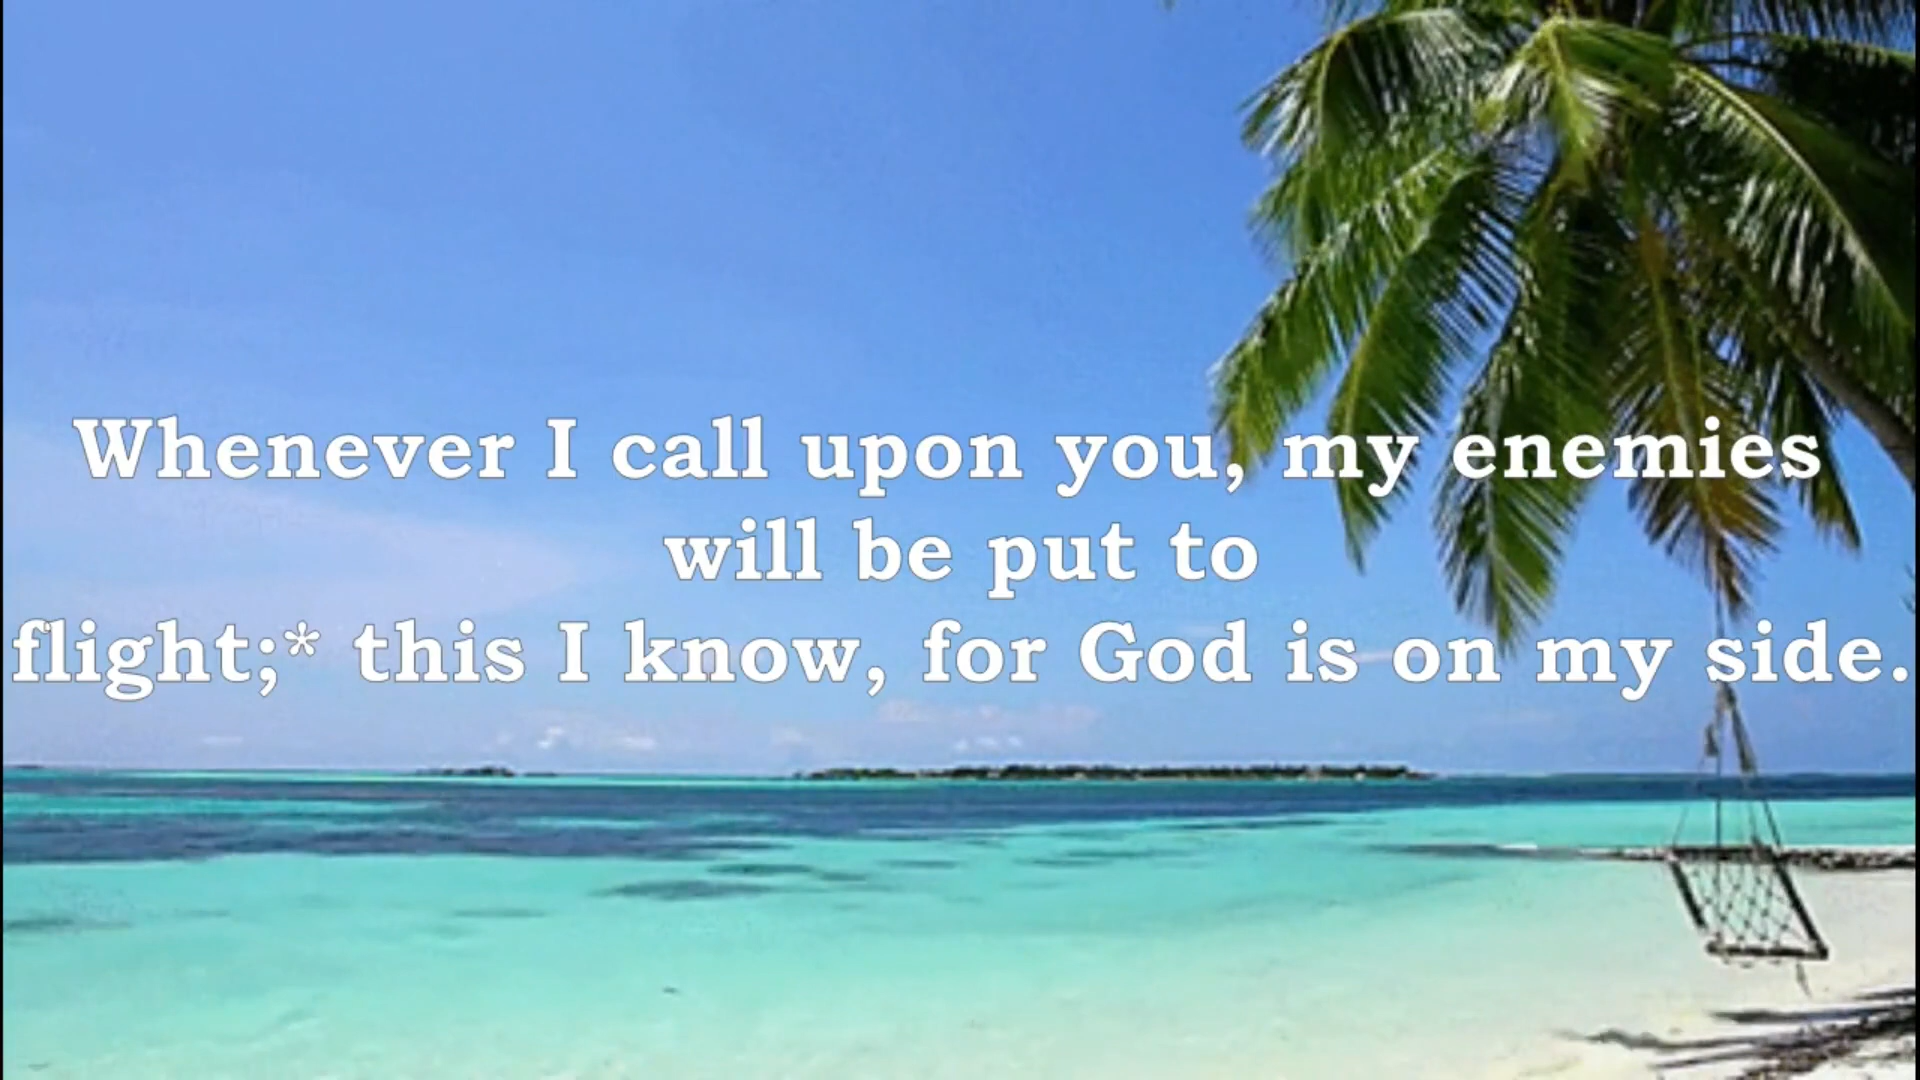 Whenever I call upon you, my enemies
will be put to
flight;* this I know, for God is on my side.